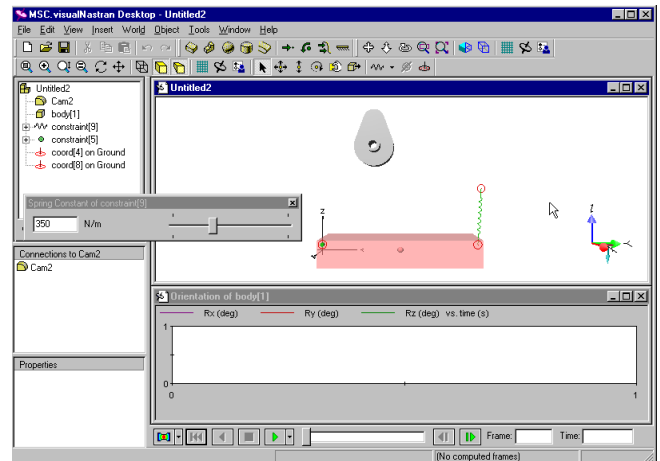 MSC.visualNastran Desktop - Untitled2
File Edit View Insert World Object Tools Window Help
Untitled2
Cam2
body[1]
constraint[9]
constraint[5]
coord[4] on Ground
coord[8] on Ground
Spring Constant of constraint[9]
350 N/m
Connections to Cam2
Cam2
Properties
Untitled2
z
Orientation of body[1]
Rx (deg) Ry (deg) Rz (deg) vs. time (s)
1
0
0 1
Frame: Time:
(No computed frames)